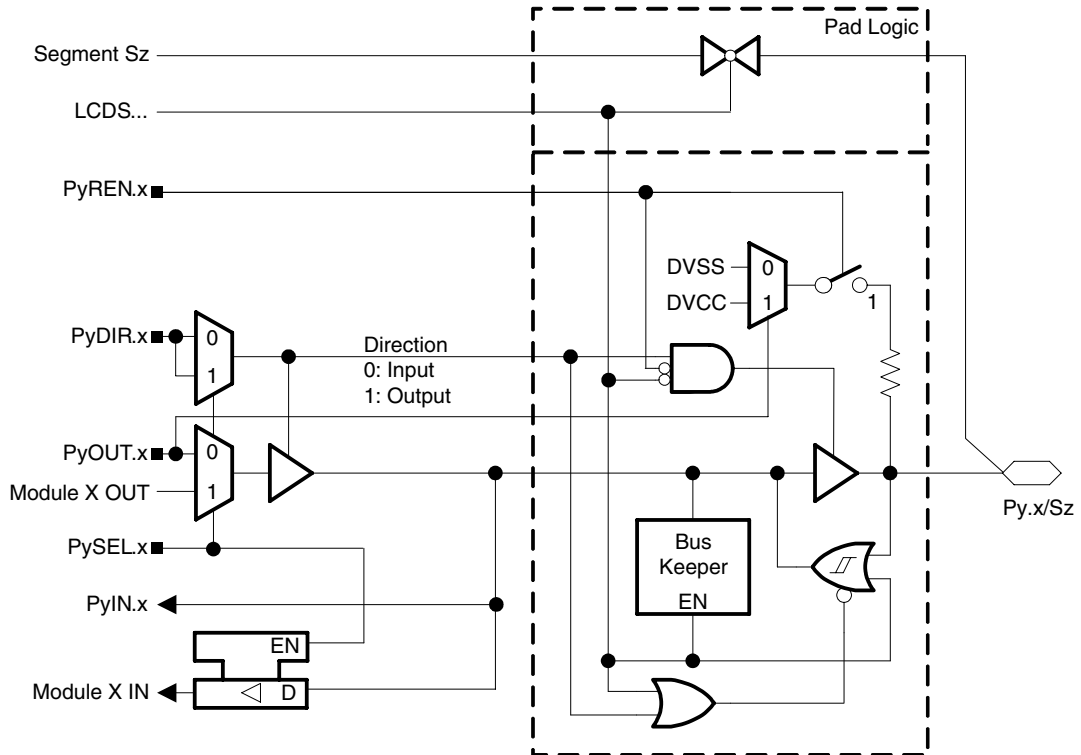 Pad Logic
Segment Sz
LCDS...
PyREN.x
DVSS
0
DVCC
1
1
PyDIR.x
0
1
Direction
0: Input
1: Output
PyOUT.x
0
Module X OUT
1
Py.x/Sz
PySEL.x
Bus
Keeper
EN
PyIN.x
EN
Module X IN
D